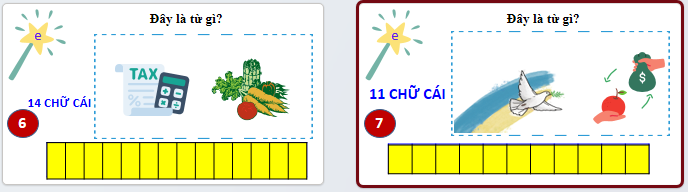 Đây là từ gì?
e
TAX
14 CHỮ CÁI
6
Đây là từ gì?
e
$
11 CHỮ CÁI
7